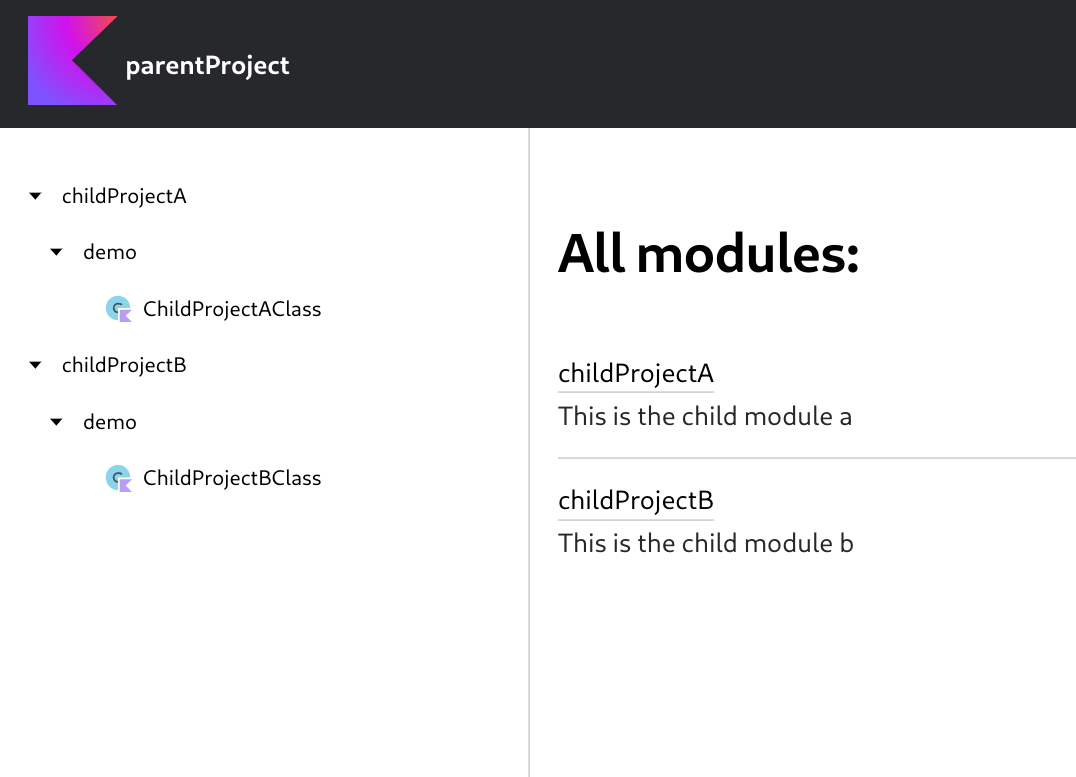 parentProject
childProjectA
demo
C
ChildProjectAClass
childProjectB
demo
C
ChildProjectBClass
All modules:
childProjectA
This is the child module a
childProjectB
This is the child module b